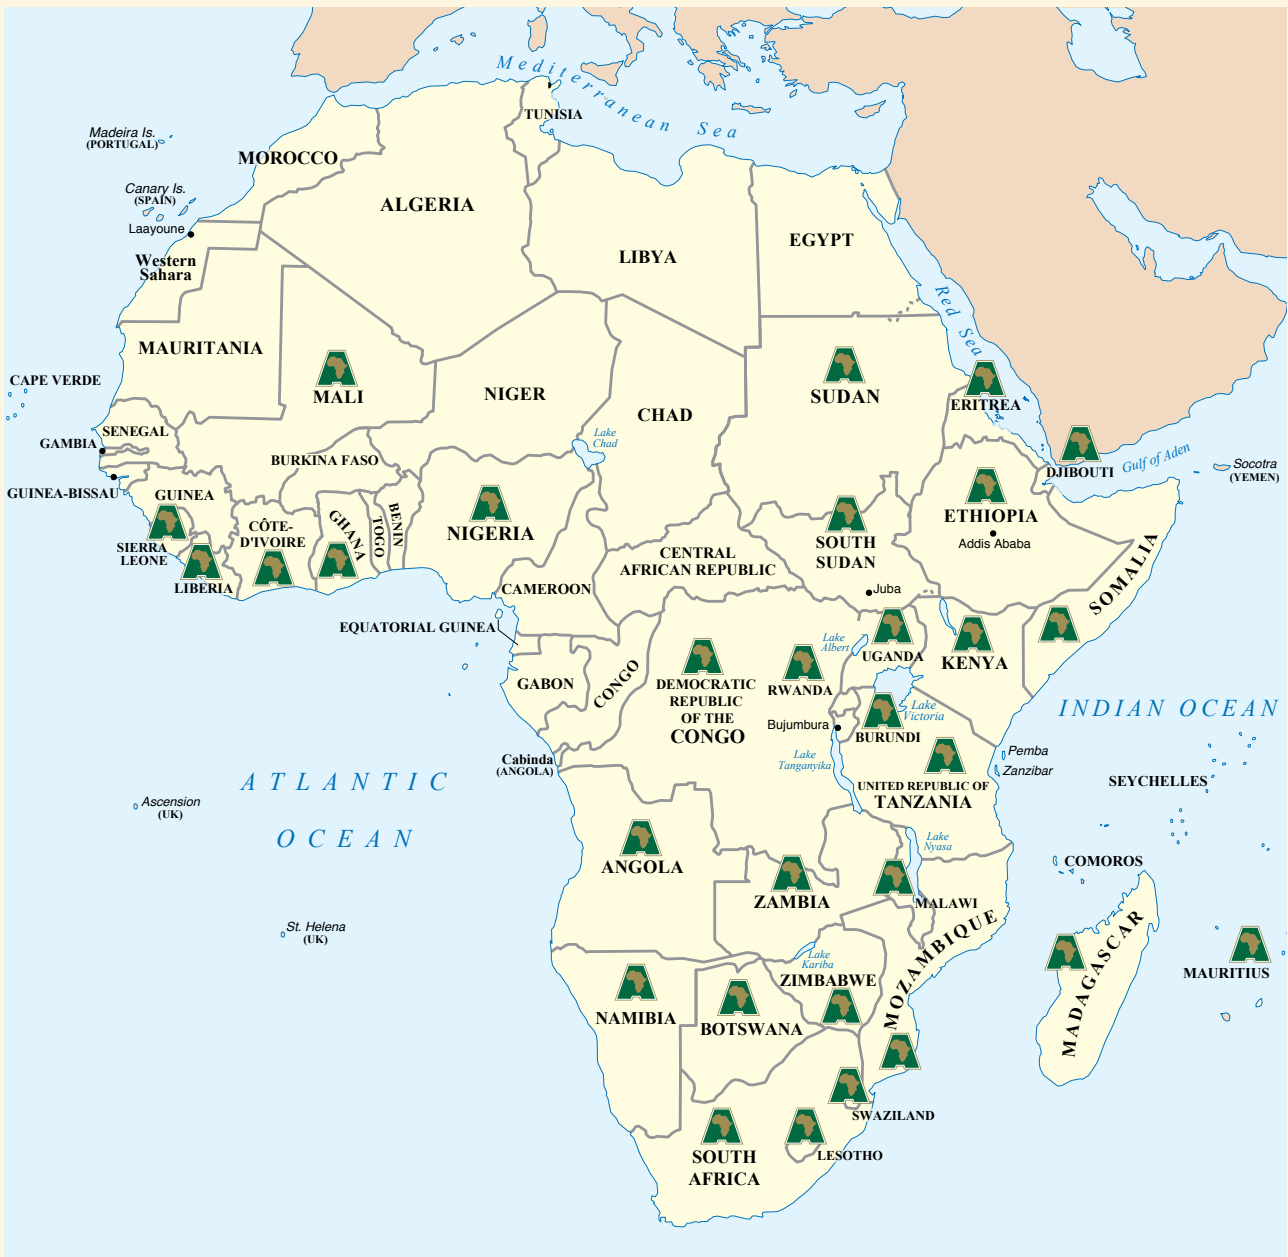 Mediterranean Sea
TUNISIA
Madeira Is.
(PORTUGAL)
MOROCCO
Canary Is.
(SPAIN)
ALGERIA
Laayoune
EGYPT
LIBYA
Western
Sahara
Red Sea
MAURITANIA
CAPE VERDE
MALI
NIGER
CHAD
SUDAN
ERITREA
SENEGAL
GAMBIA
Lake
Chad
BURKINA FASO
DJIBOUTI
Gulf of Aden
Socotra
(YEMEN)
GUINEA-BISSAU
GUINEA
BENIN
TOGO
GHANA
CÔTE-
D'IVOIRE
NIGERIA
ETHIOPIA
Addis Ababa
SOMALIA
SIERRA
LEONE
LIBERIA
CENTRAL
AFRICAN REPUBLIC
SOUTH
SUDAN
Juba
CAMEROON
EQUATORIAL GUINEA
Lake
Albert
UGANDA
KENYA
GABON
CONGO
DEMOCRATIC
REPUBLIC
OF THE
CONGO
RWANDA
Lake
Victoria
INDIAN OCEAN
Bujumbura
BURUNDI
Cabinda
(ANGOLA)
Lake
Tanganyika
Pemba
Zanzibar
UNITED REPUBLIC OF
TANZANIA
SEYCHELLES
ATLANTIC
OCEAN
Ascension
(UK)
Lake
Nyasa
ANGOLA
COMOROS
ZAMBIA
MALAWI
St. Helena
(UK)
MOZAMBIQUE
MADAGASCAR
Lake
Kariba
ZIMBABWE
MAURITIUS
NAMIBIA
BOTSWANA
SWAZILAND
LESOTHO
SOUTH
AFRICA